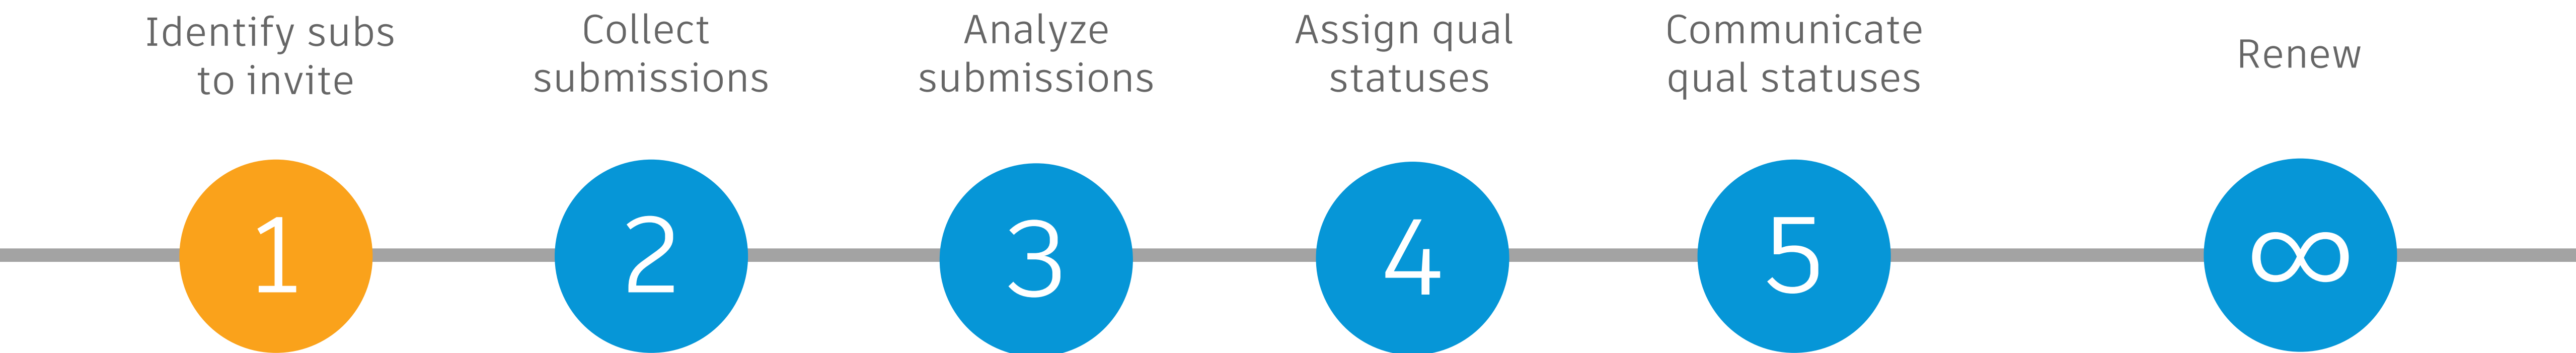 Identify subs
to invite
Collect
submissions
Analyze
submissions
Assign qual
statuses
Communicate
qual statuses
Renew
1
2
3
4
5
∞